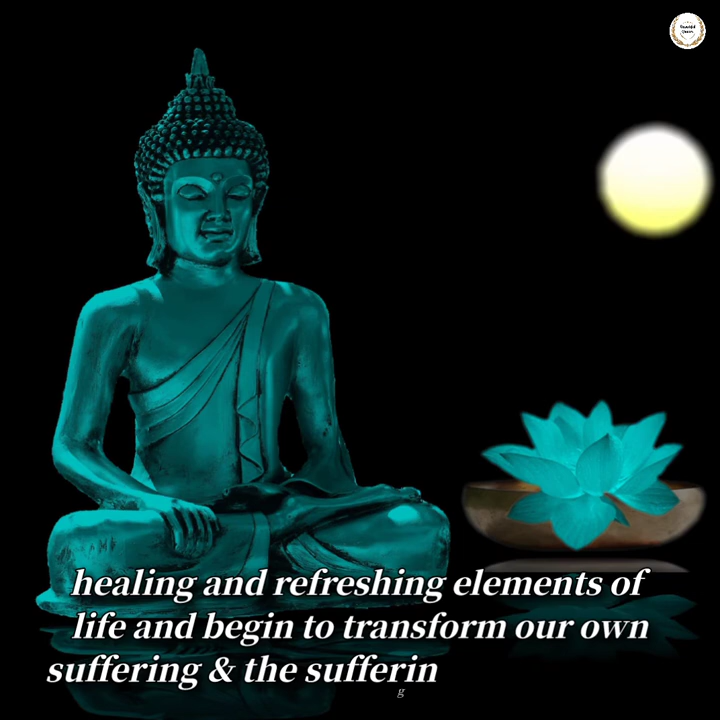 healing and refreshing elements of
life and begin to transform our own
suffering & the sufferin
g